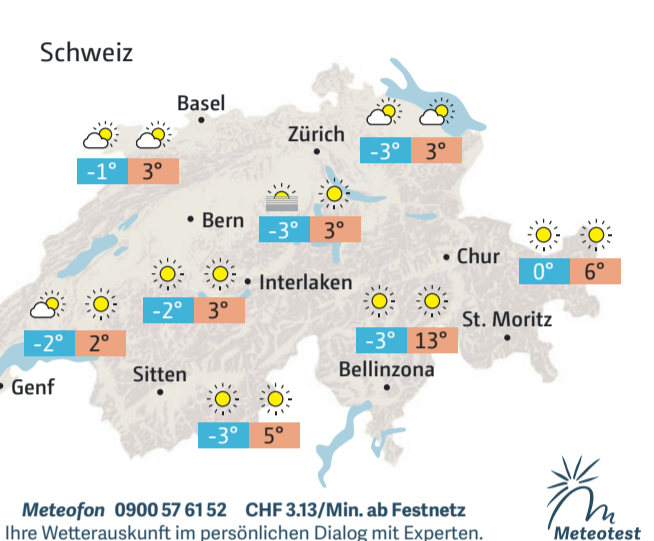 Schweiz
Basel
Zürich
-3° 3°
-1° 3°
Bern
-3° 3°
Chur
0° 6°
Interlaken
-2° 3°
St. Moritz
-3° 13°
-2° 2°
Genf
Sitten
Bellinzona
-3° 5°
Meteofon 0900 57 61 52 CHF 3.13/Min. ab Festnetz
Ihre Wetterauskunft im persönlichen Dialog mit Experten.
Meteotest